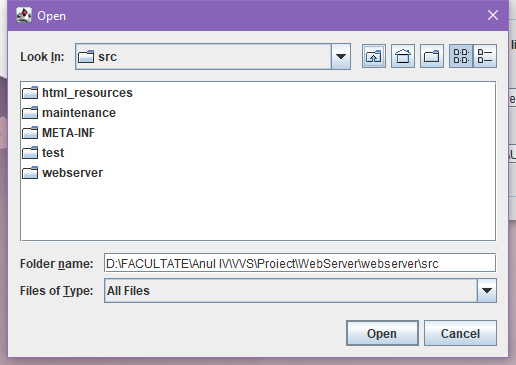 Open
Look In: src
html_resources
maintenance
META-INF
test
webserver
Folder name: D:\FACULTATE\Anul IV\VVS\Proiect\WebServer\webserver\src
Files of Type: All Files
Open Cancel